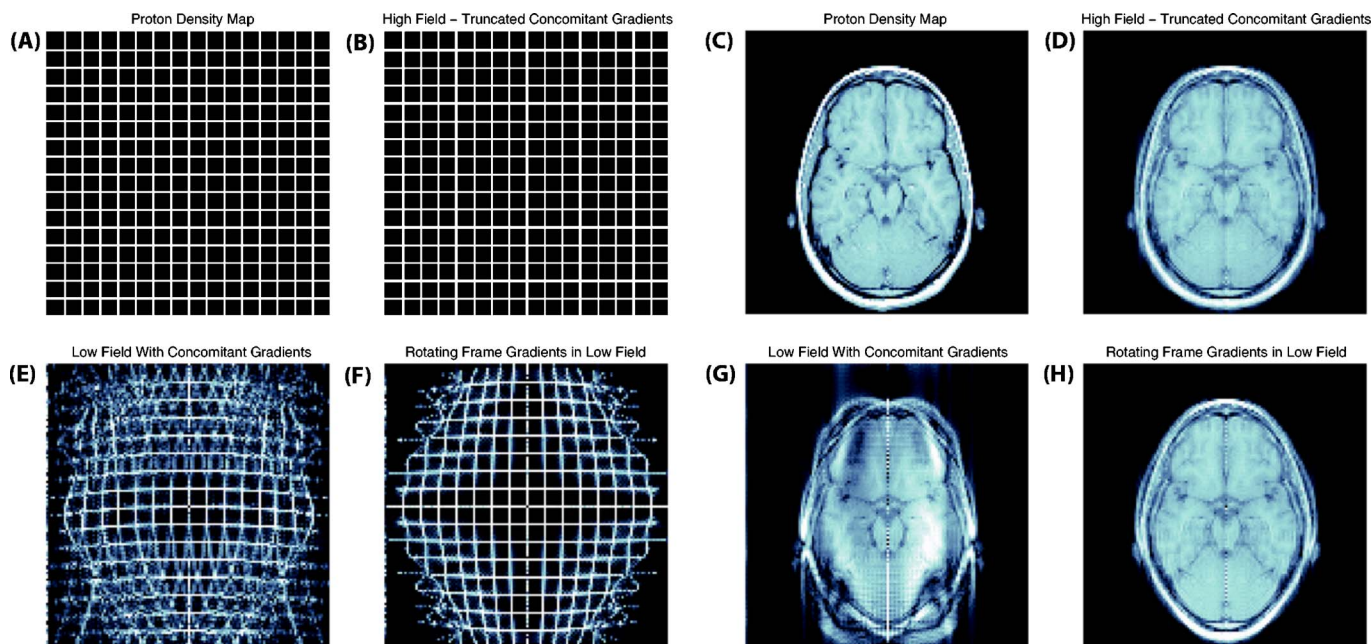 Proton Density Map
High Field – Truncated Concomitant Gradients
Proton Density Map
High Field – Truncated Concomitant Gradients
(A)
(B)
(C)
(D)
Low Field With Concomitant Gradients
Rotating Frame Gradients in Low Field
Low Field With Concomitant Gradients
Rotating Frame Gradients in Low Field
(E)
(F)
(G)
(H)